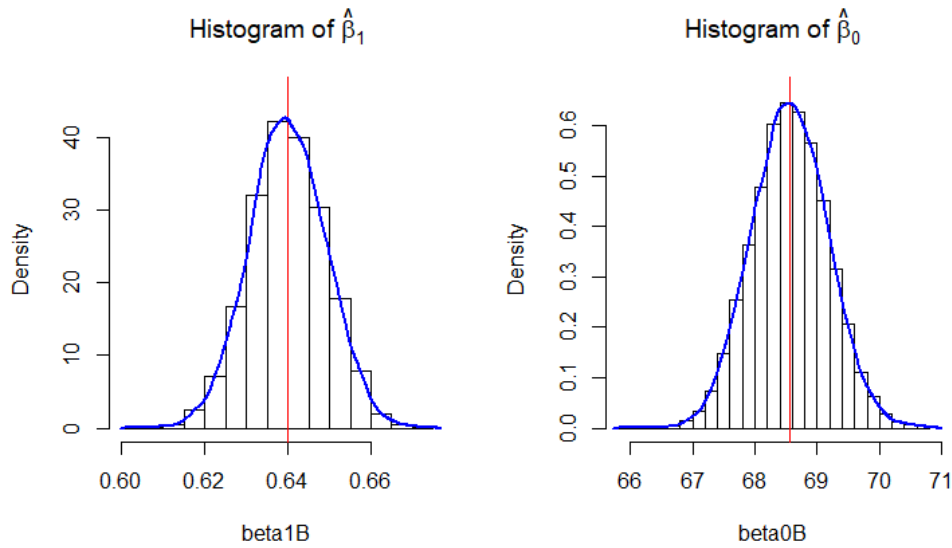 Histogram of β̂₁
Density
0 10 20 30 40
0.60 0.62 0.64 0.66
beta1B
Histogram of β̂₀
Density
0.0 0.1 0.2 0.3 0.4 0.5 0.6
66 67 68 69 70 71
beta0B